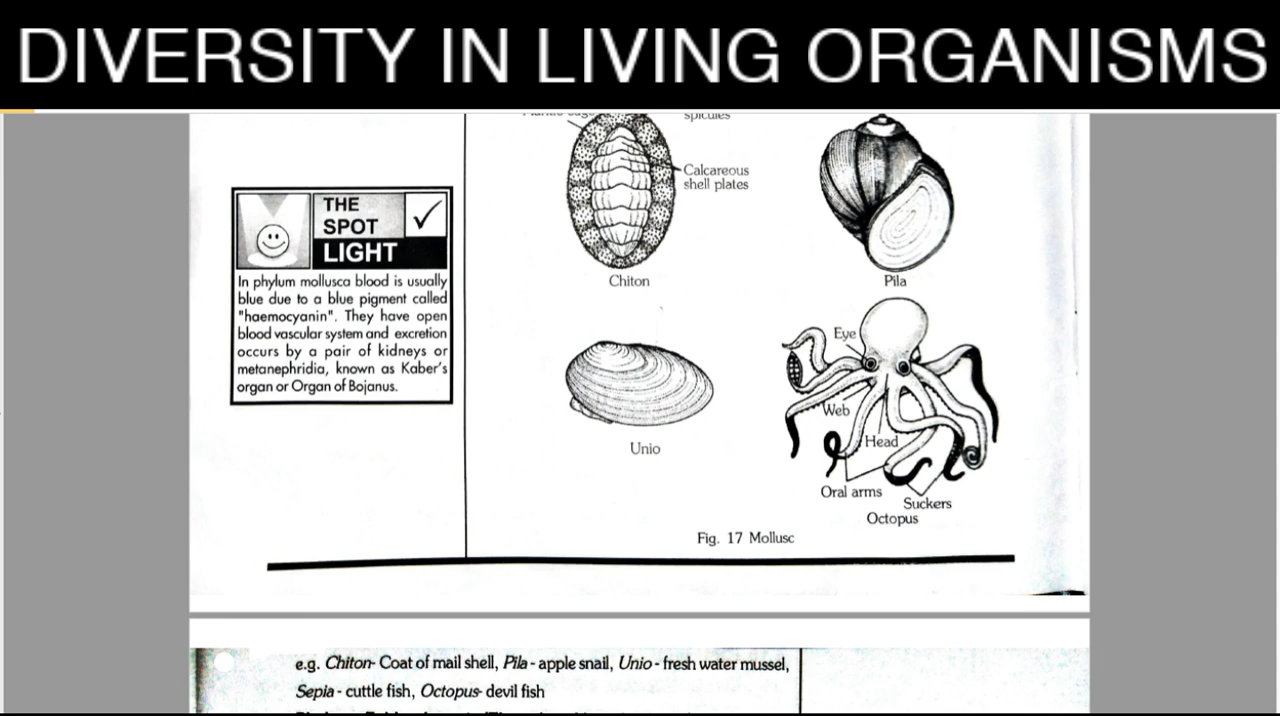 DIVERSITY IN LIVING ORGANISMS
spicules
Calcareous
shell plates
Chiton
Pila
THE
SPOT
LIGHT
In phylum mollusca blood is usually
blue due to a blue pigment called
"haemocyanin". They have open
blood vascular system and excretion
occurs by a pair of kidneys or
metanephridia, known as Kaber's
organ or Organ of Bojanus.
Unio
Eye
Web
Head
Oral arms
Suckers
Octopus
Fig. 17 Mollusc
e.g. Chiton- Coat of mail shell, Pila - apple snail, Unio - fresh water mussel,
Sepia - cuttle fish, Octopus- devil fish